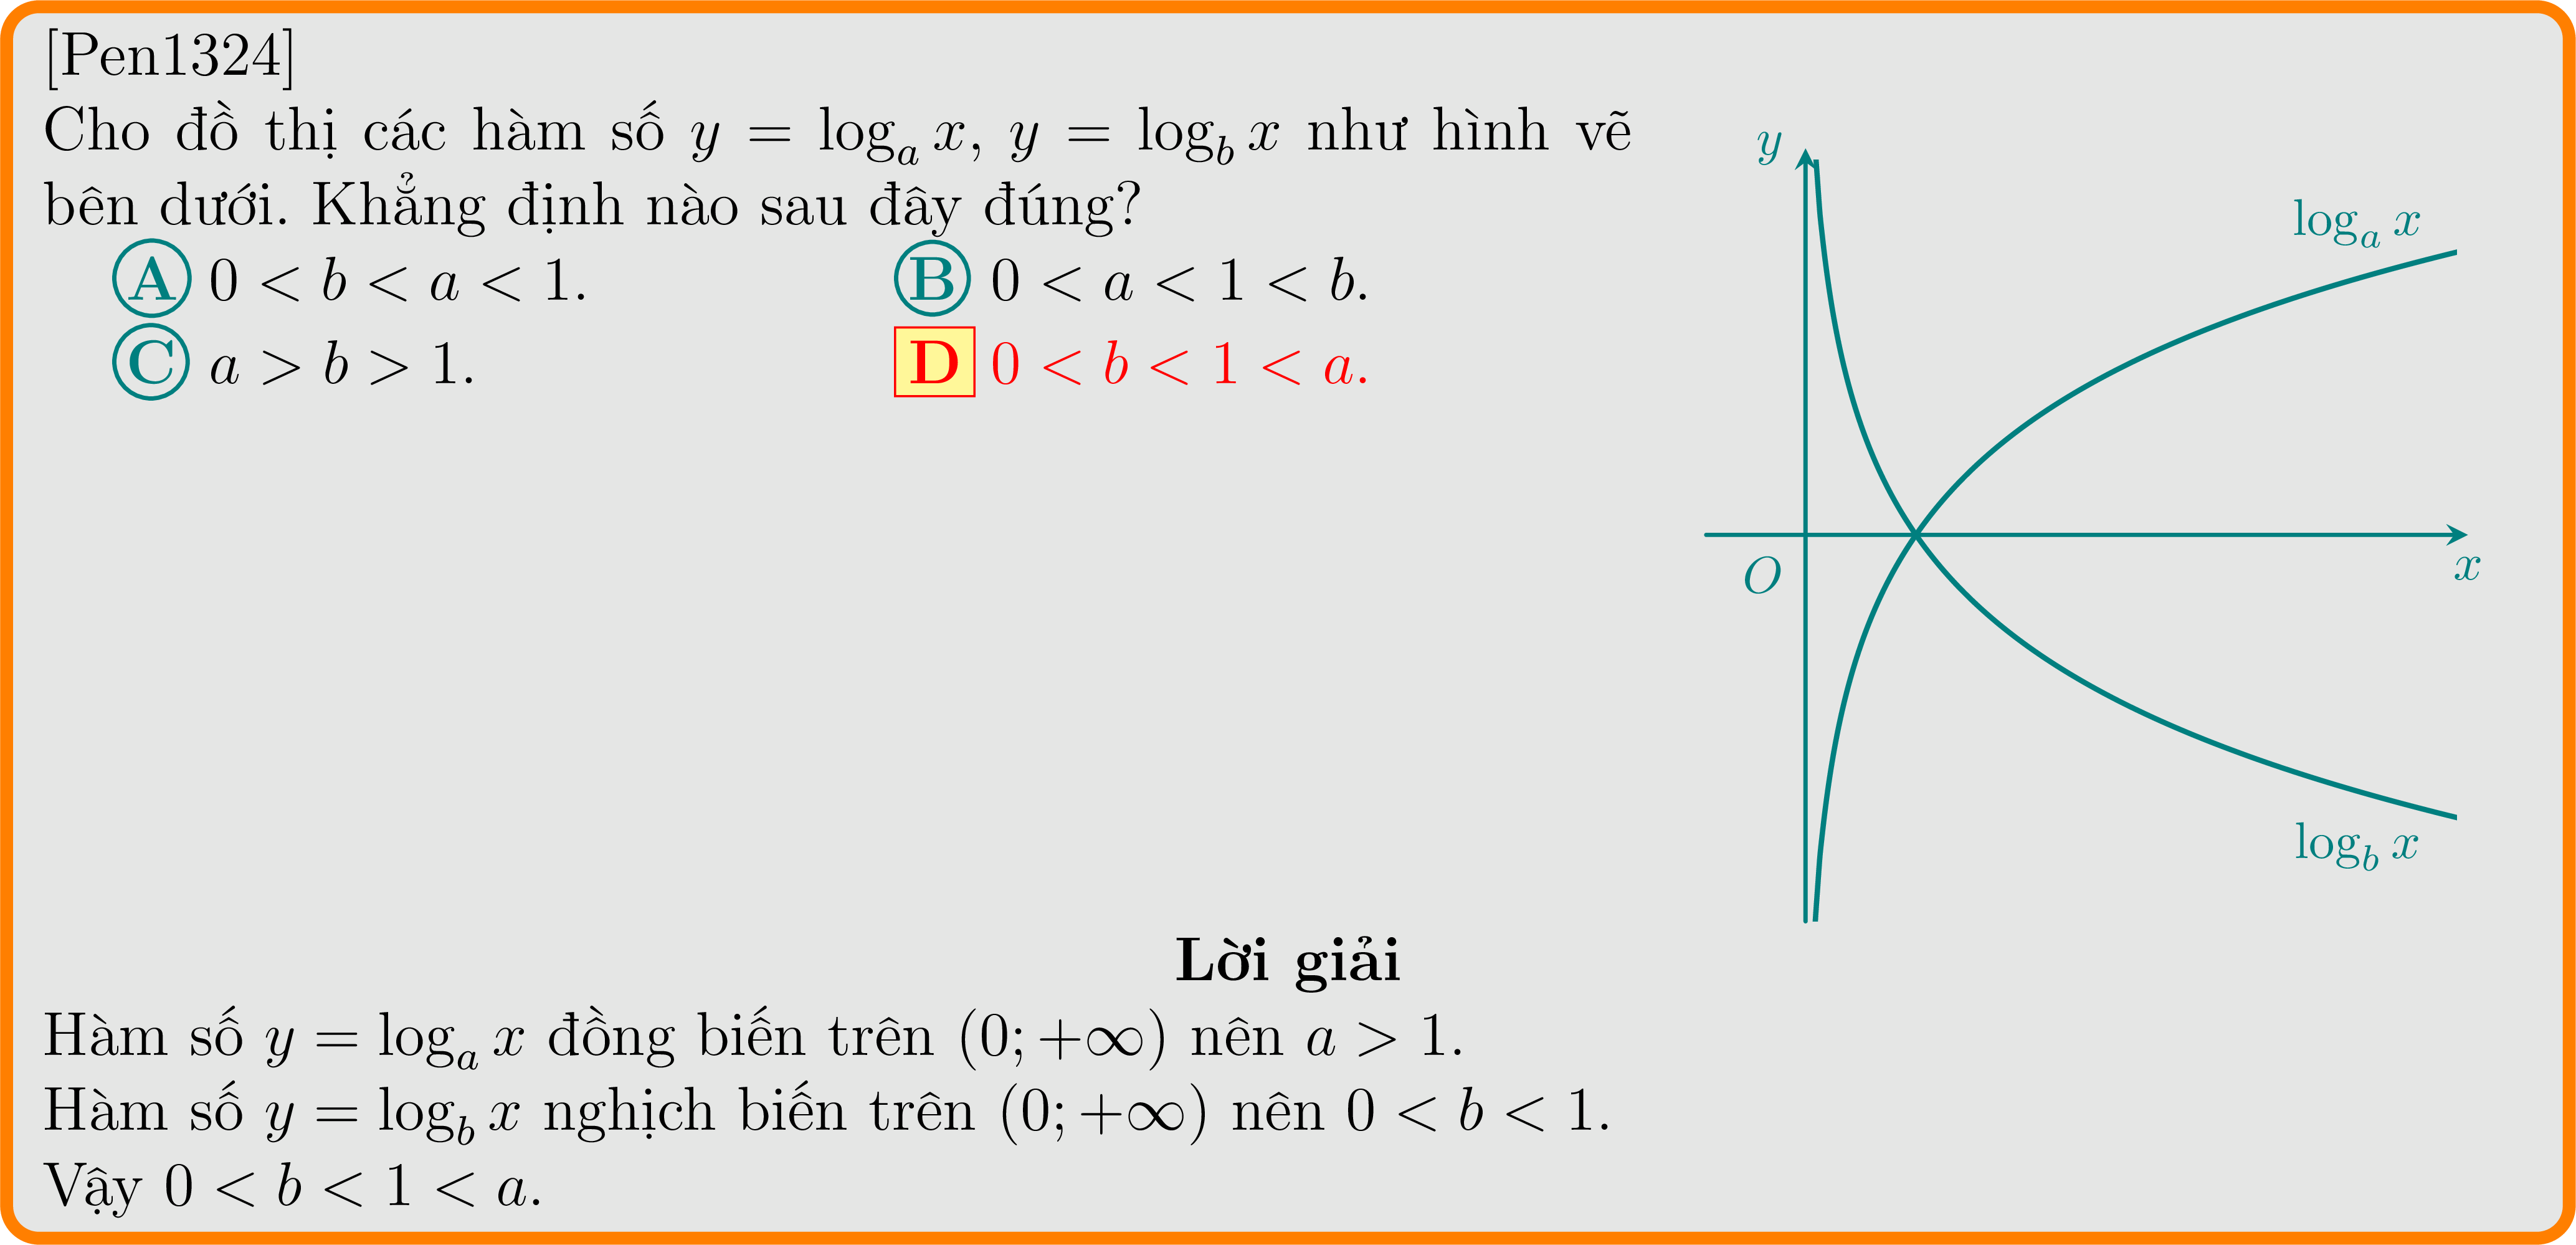 [Pen1324]
Cho đồ thị các hàm số y = log_a x, y = log_b x như hình vẽ
bên dưới. Khẳng định nào sau đây đúng?
A 0 < b < a < 1.
B 0 < a < 1 < b.
C a > b > 1.
D 0 < b < 1 < a.
y
log_a x
O
x
log_b x
Lời giải
Hàm số y = log_a x đồng biến trên (0; +∞) nên a > 1.
Hàm số y = log_b x nghịch biến trên (0; +∞) nên 0 < b < 1.
Vậy 0 < b < 1 < a.